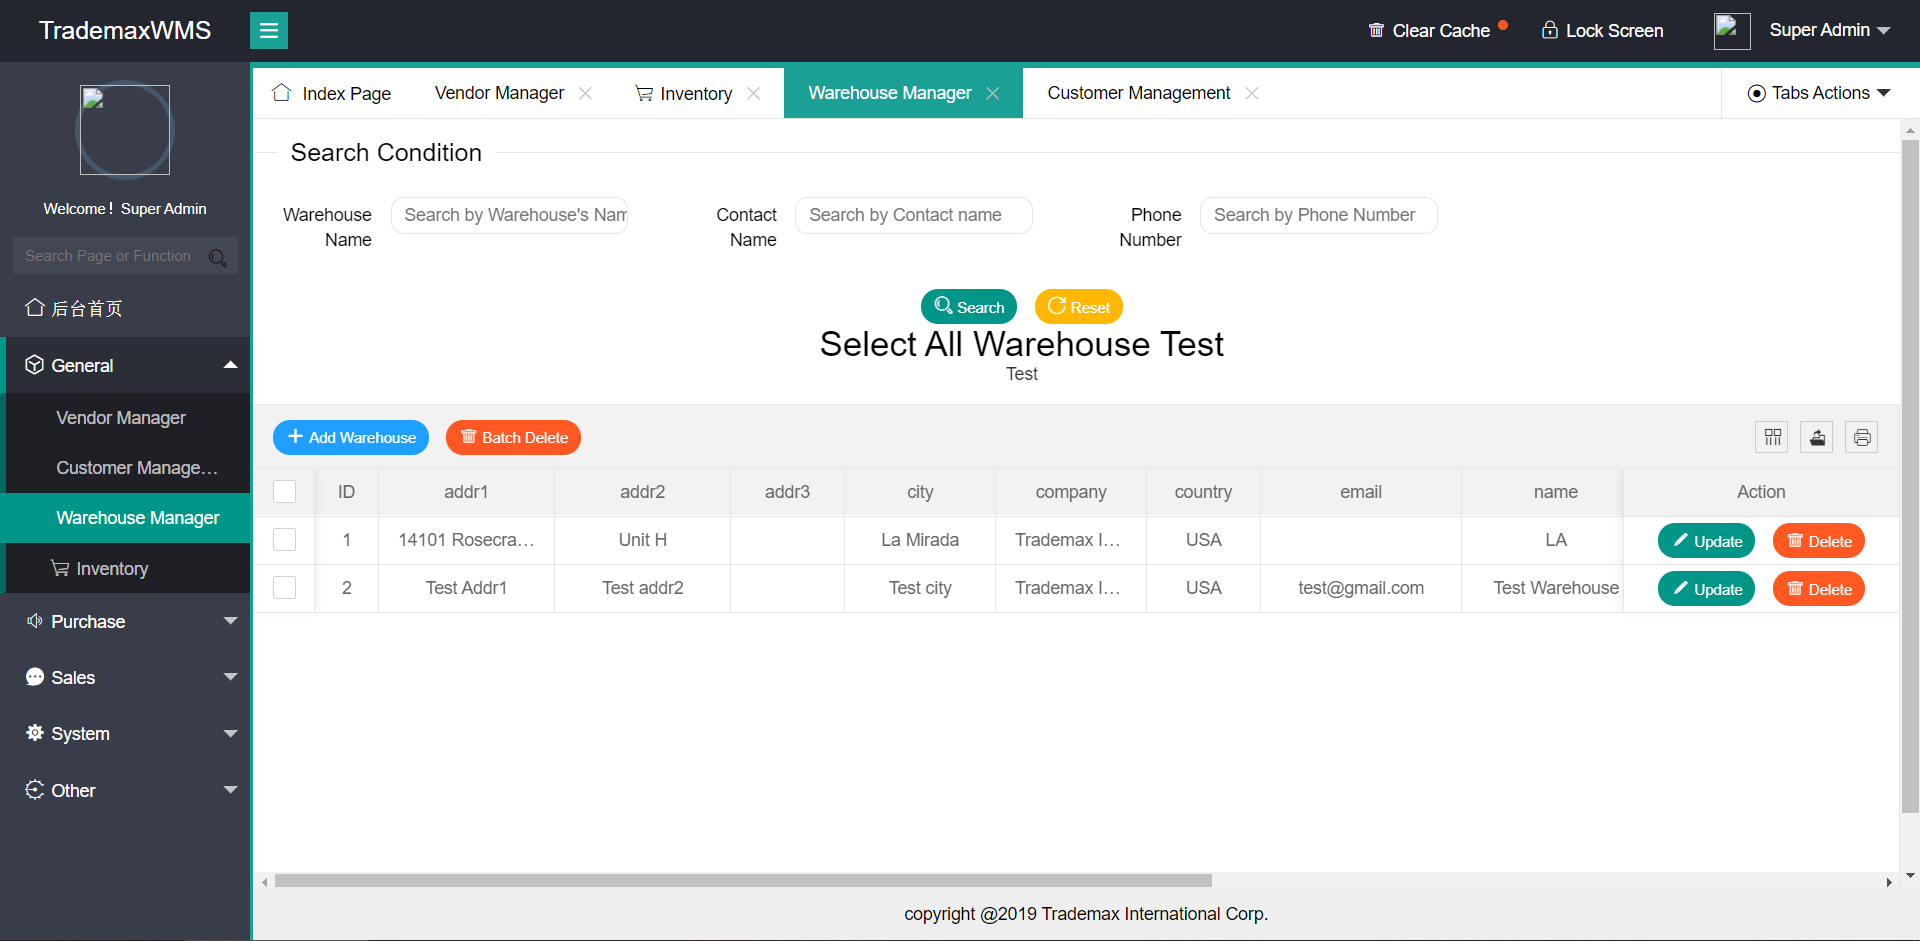 TrademaxWMS
Clear Cache
Lock Screen
Super Admin
Index Page
Vendor Manager
Inventory
Warehouse Manager
Customer Management
Tabs Actions
Welcome！Super Admin
Search Page or Function
后台首页
General
Vendor Manager
Customer Manage...
Warehouse Manager
Inventory
Purchase
Sales
System
Other
Search Condition
Warehouse Name
Search by Warehouse's Nam
Contact Name
Search by Contact name
Phone Number
Search by Phone Number
Search
Reset
Select All Warehouse Test
Test
Add Warehouse
Batch Delete
ID addr1 addr2 addr3 city company country email name Action
1 14101 Rosecra... Unit H La Mirada Trademax I... USA LA Update Delete
2 Test Addr1 Test addr2 Test city Trademax I... USA test@gmail.com Test Warehouse Update Delete
copyright @2019 Trademax International Corp.